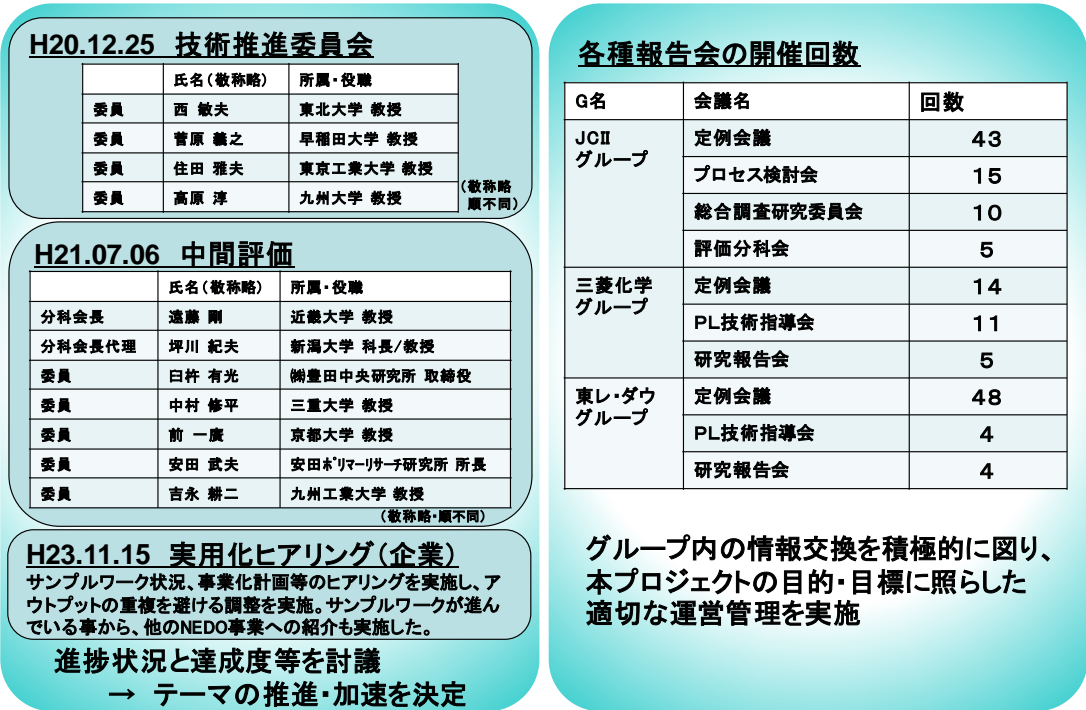 H20.12.25 技術推進委員会
氏名(敬称略) 所属・役職
委員 西 敏夫 東北大学 教授
委員 菅原 義之 早稲田大学 教授
委員 住田 雅夫 東京工業大学 教授
委員 高原 淳 九州大学 教授
(敬称略
順不同)
H21.07.06 中間評価
氏名(敬称略) 所属・役職
分科会長 遠藤 剛 近畿大学 教授
分科会長代理 坪川 紀夫 新潟大学 科長/教授
委員 臼杵 有光 ㈱豊田中央研究所 取締役
委員 中村 修平 三重大学 教授
委員 前 一廣 京都大学 教授
委員 安田 武夫 安田ﾎﾟﾘﾏｰﾘｻｰﾁ研究所 所長
委員 吉永 耕二 九州工業大学 教授
(敬称略・順不同)
H23.11.15 実用化ヒアリング(企業)
サンプルワーク状況、事業化計画等のヒアリングを実施し、ア
ウトプットの重複を避ける調整を実施。サンプルワークが進ん
でいる事から、他のNEDO事業への紹介も実施した。
進捗状況と達成度等を討議
→ テーマの推進・加速を決定
各種報告会の開催回数
G名 会議名 回数
JCⅡ
グループ
定例会議 43
プロセス検討会 15
総合調査研究委員会 10
評価分科会 5
三菱化学
グループ
定例会議 14
PL技術指導会 11
研究報告会 5
東レ・ダウ
グループ
定例会議 48
PL技術指導会 4
研究報告会 4
グループ内の情報交換を積極的に図り、
本プロジェクトの目的・目標に照らした
適切な運営管理を実施